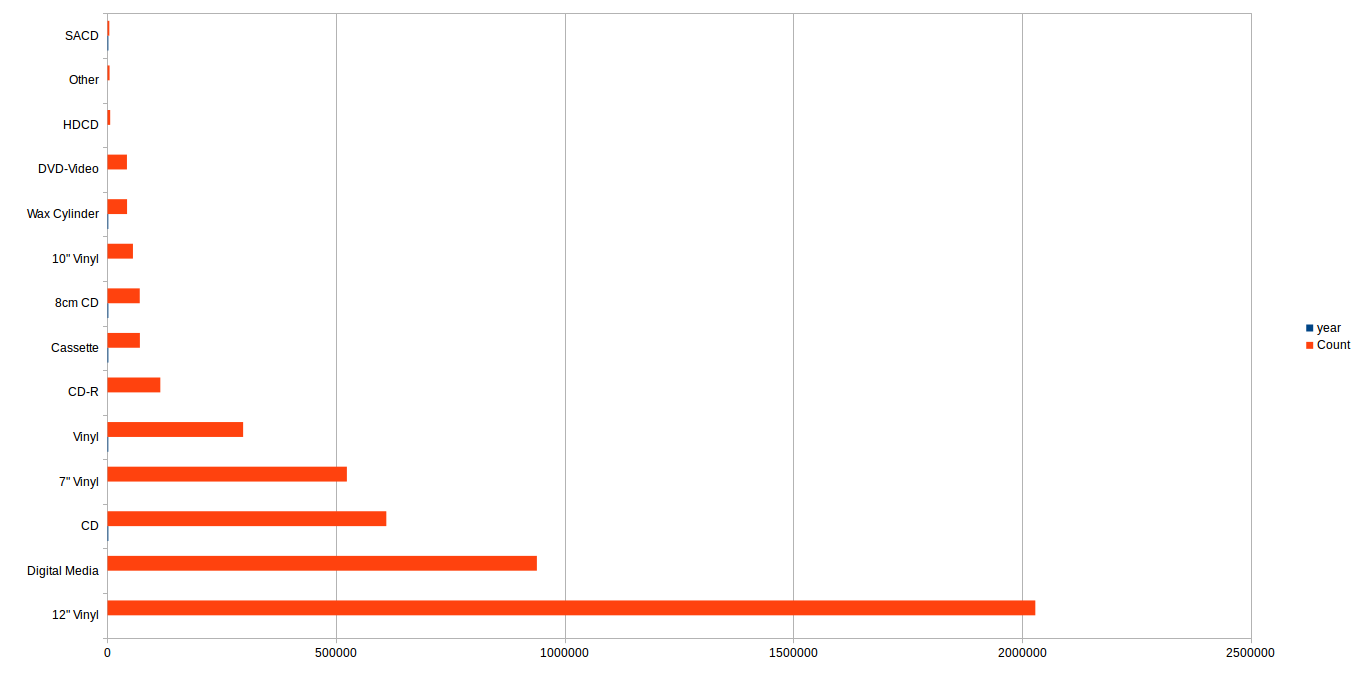 SACD
Other
HDCD
DVD-Video
Wax Cylinder
10" Vinyl
8cm CD
Cassette
CD-R
Vinyl
7" Vinyl
CD
Digital Media
12" Vinyl
0 500000 1000000 1500000 2000000 2500000
year
Count